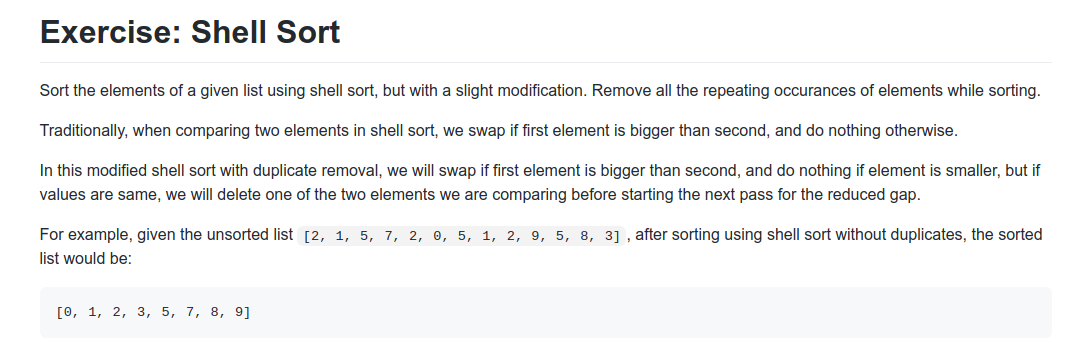 Exercise: Shell Sort
Sort the elements of a given list using shell sort, but with a slight modification. Remove all the repeating occurances of elements while sorting.
Traditionally, when comparing two elements in shell sort, we swap if first element is bigger than second, and do nothing otherwise.
In this modified shell sort with duplicate removal, we will swap if first element is bigger than second, and do nothing if element is smaller, but if
values are same, we will delete one of the two elements we are comparing before starting the next pass for the reduced gap.
For example, given the unsorted list [2, 1, 5, 7, 2, 0, 5, 1, 2, 9, 5, 8, 3] , after sorting using shell sort without duplicates, the sorted
list would be:
[0, 1, 2, 3, 5, 7, 8, 9]